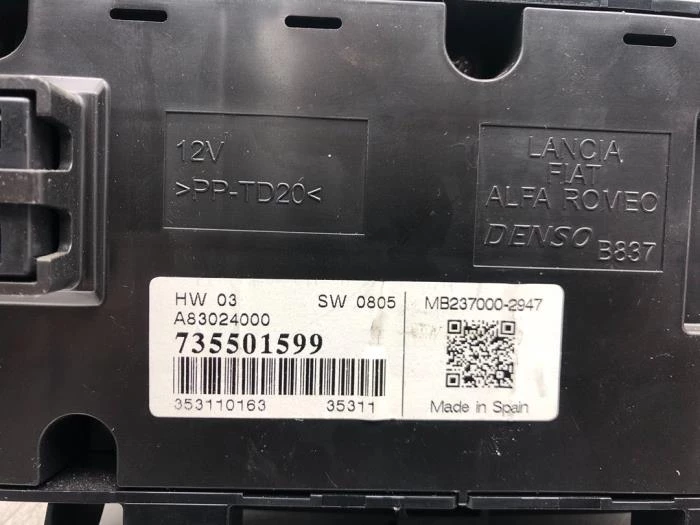 12V
>PP-TD20<
LANCIA
FIAT
ALFA ROMEO
DENSO B837
HW 03 SW 0805
A83024000
735501599
353110163 35311
MB237000-2947
Made in Spain